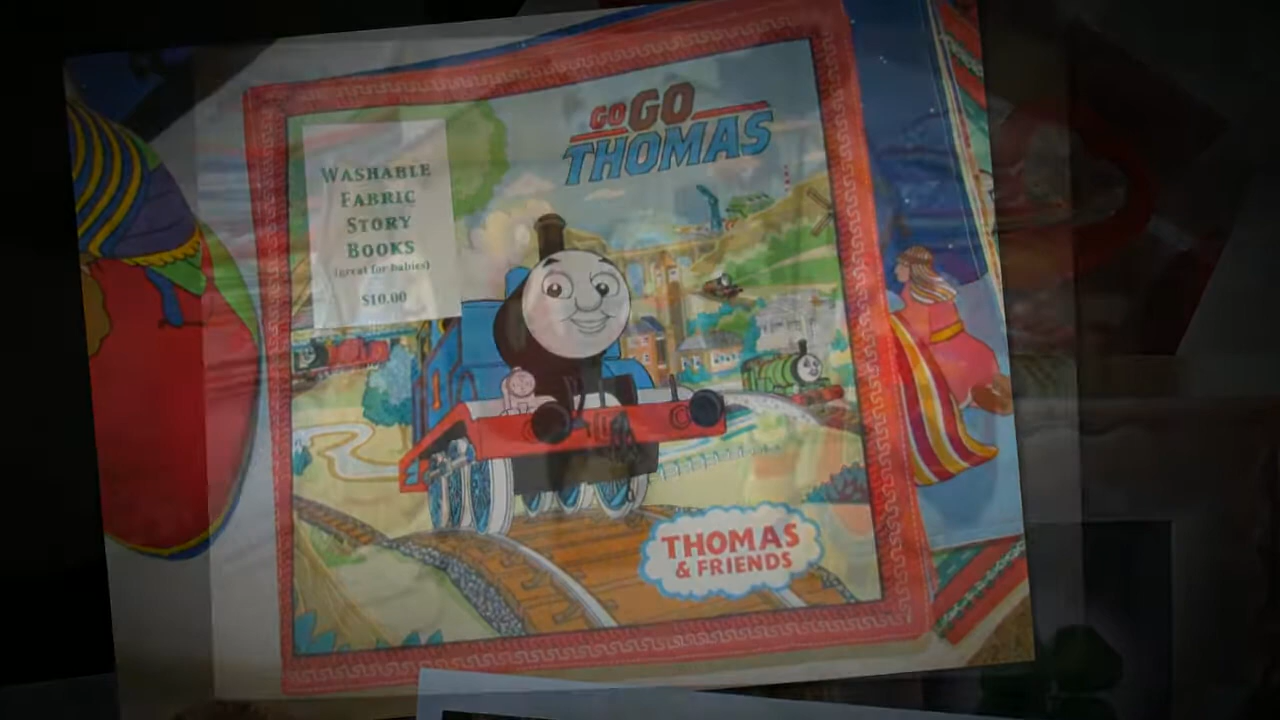 GO GO
THOMAS
WASHABLE
FABRIC
STORY
BOOKS
(great for babies)
$10.00
THOMAS
& FRIENDS